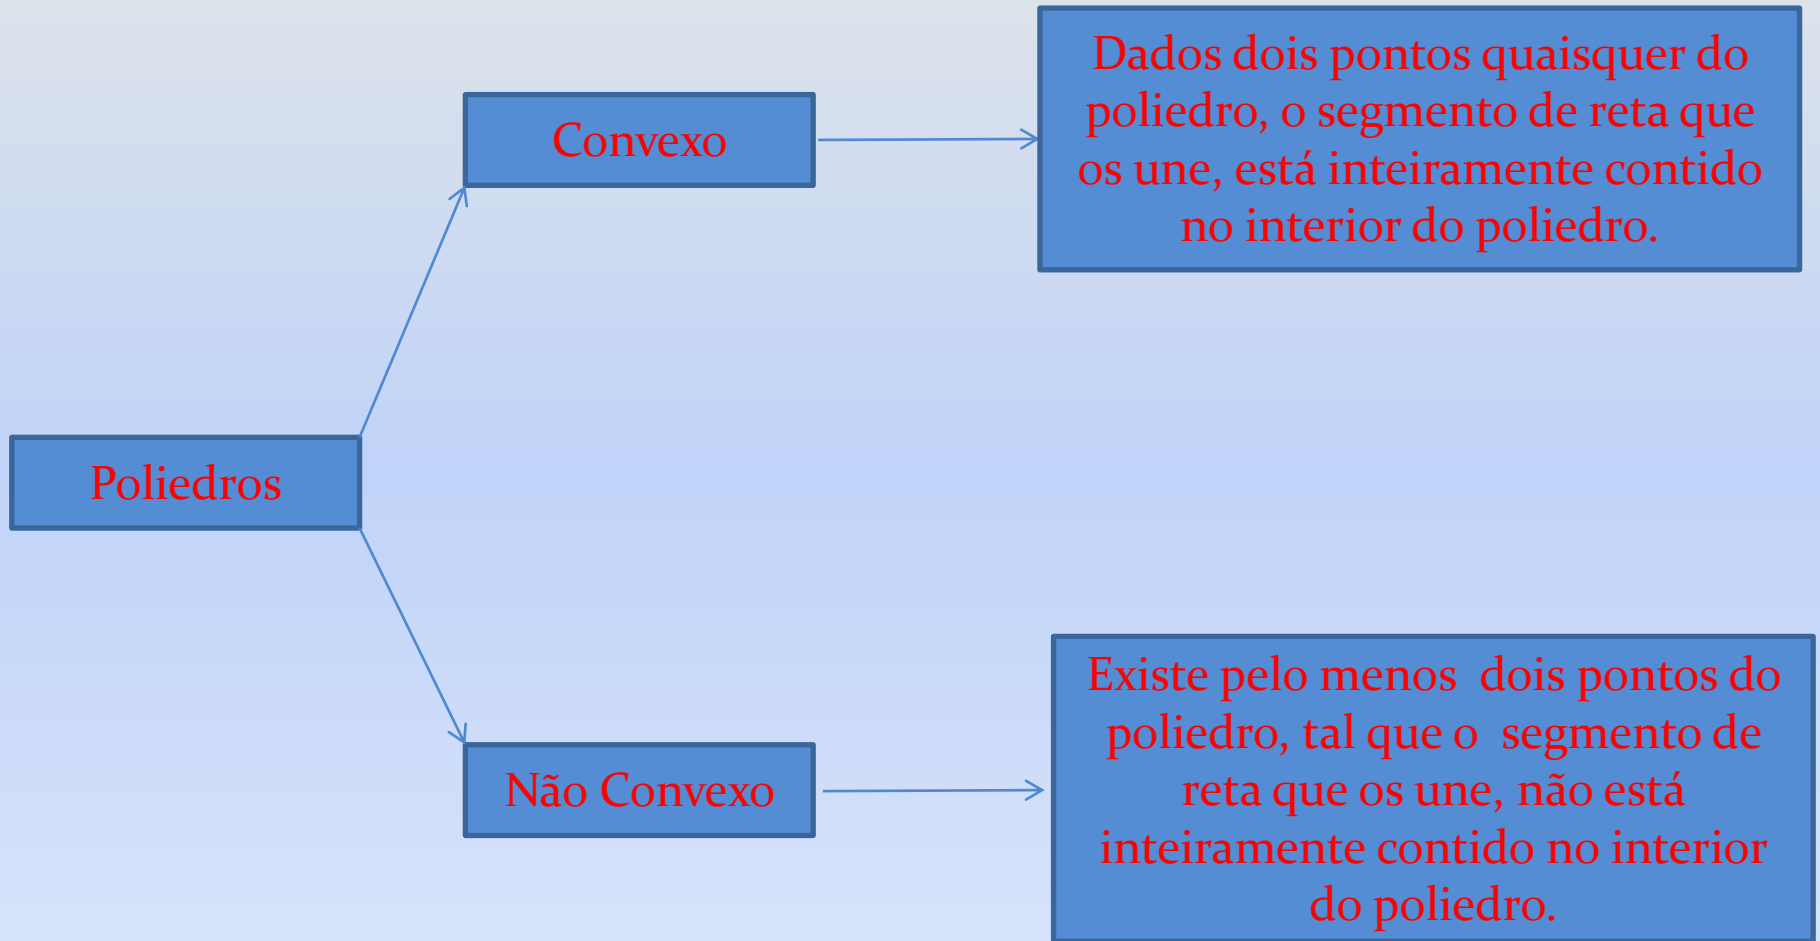 Dados dois pontos quaisquer do
poliedro, o segmento de reta que
os une, está inteiramente contido
no interior do poliedro.
Convexo
Poliedros
Não Convexo
Existe pelo menos  dois pontos do
poliedro, tal que o  segmento de
reta que os une, não está
inteiramente contido no interior
do poliedro.